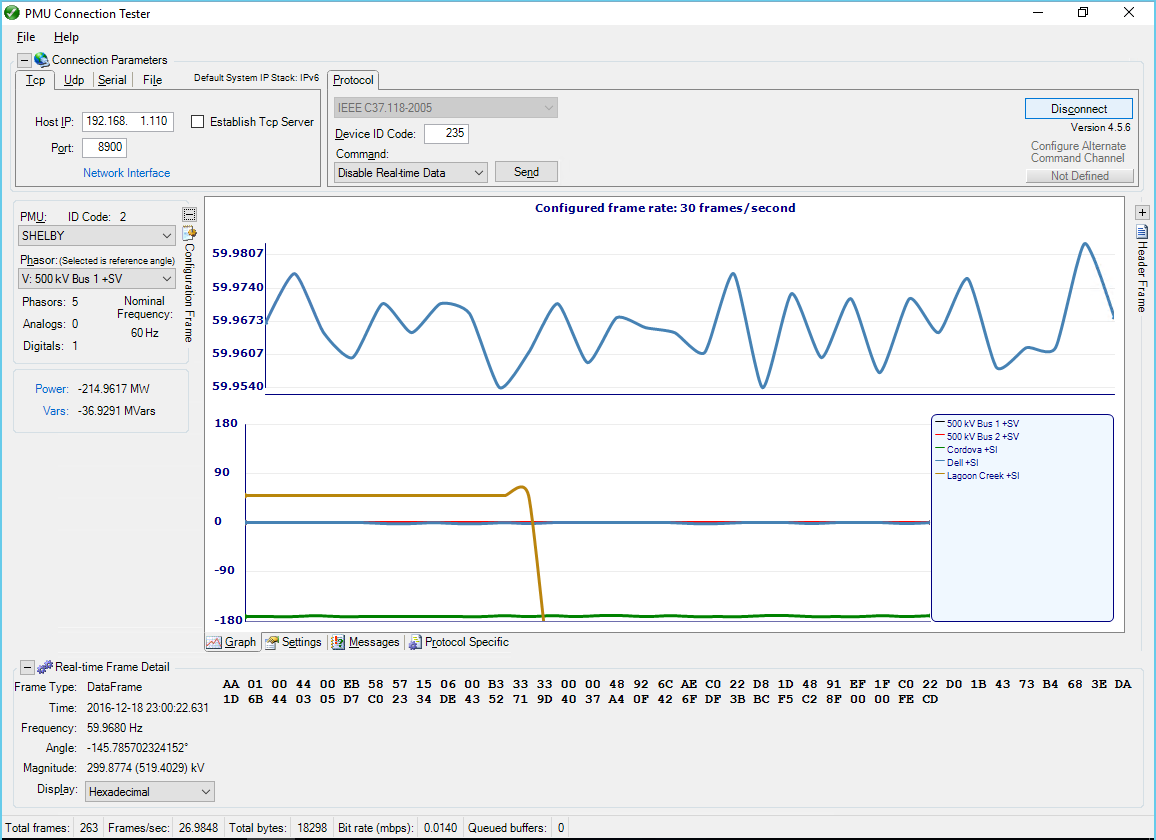 PMU Connection Tester
File Help
Connection Parameters
Tcp Udp Serial File Default System IP Stack: IPv6
Host IP: 192.168. 1.110 Establish Tcp Server
Port: 8900
Network Interface
Protocol
IEEE C37.118-2005
Device ID Code: 235
Command:
Disable Real-time Data Send
Disconnect
Version 4.5.6
Configure Alternate
Command Channel
Not Defined
PMU: ID Code: 2
SHELBY
Phasor: (Selected is reference angle)
V: 500 kV Bus 1 +SV
Phasors: 5
Analogs: 0
Digitals: 1
Nominal
Frequency:
60 Hz
Configuration Frame
Power: -214.9617 MW
Vars: -36.9291 MVars
Configured frame rate: 30 frames/second
59.9807
59.9740
59.9673
59.9607
59.9540
180
90
0
-90
-180
500 kV Bus 1 +SV
500 kV Bus 2 +SV
Cordova +SI
Dell +SI
Lagoon Creek +SI
Header Frame
Graph Settings Messages Protocol Specific
Real-time Frame Detail
Frame Type: DataFrame
Time: 2016-12-18 23:00:22.631
Frequency: 59.9680 Hz
Angle: -145.785702324152°
Magnitude: 299.8774 (519.4029) kV
Display: Hexadecimal
AA 01 00 44 00 EB 58 57 15 06 00 B3 33 33 00 00 48 92 6C AE C0 22 D8 1D 48 91 EF 1F C0 22 D0 1B 43 73 B4 68 3E DA
1D 6B 44 03 05 D7 C0 23 34 DE 43 52 71 9D 40 37 A4 0F 42 6F DF 3B BC F5 C2 8F 00 00 FE CD
Total frames: 263 Frames/sec: 26.9848 Total bytes: 18298 Bit rate (mbps): 0.0140 Queued buffers: 0